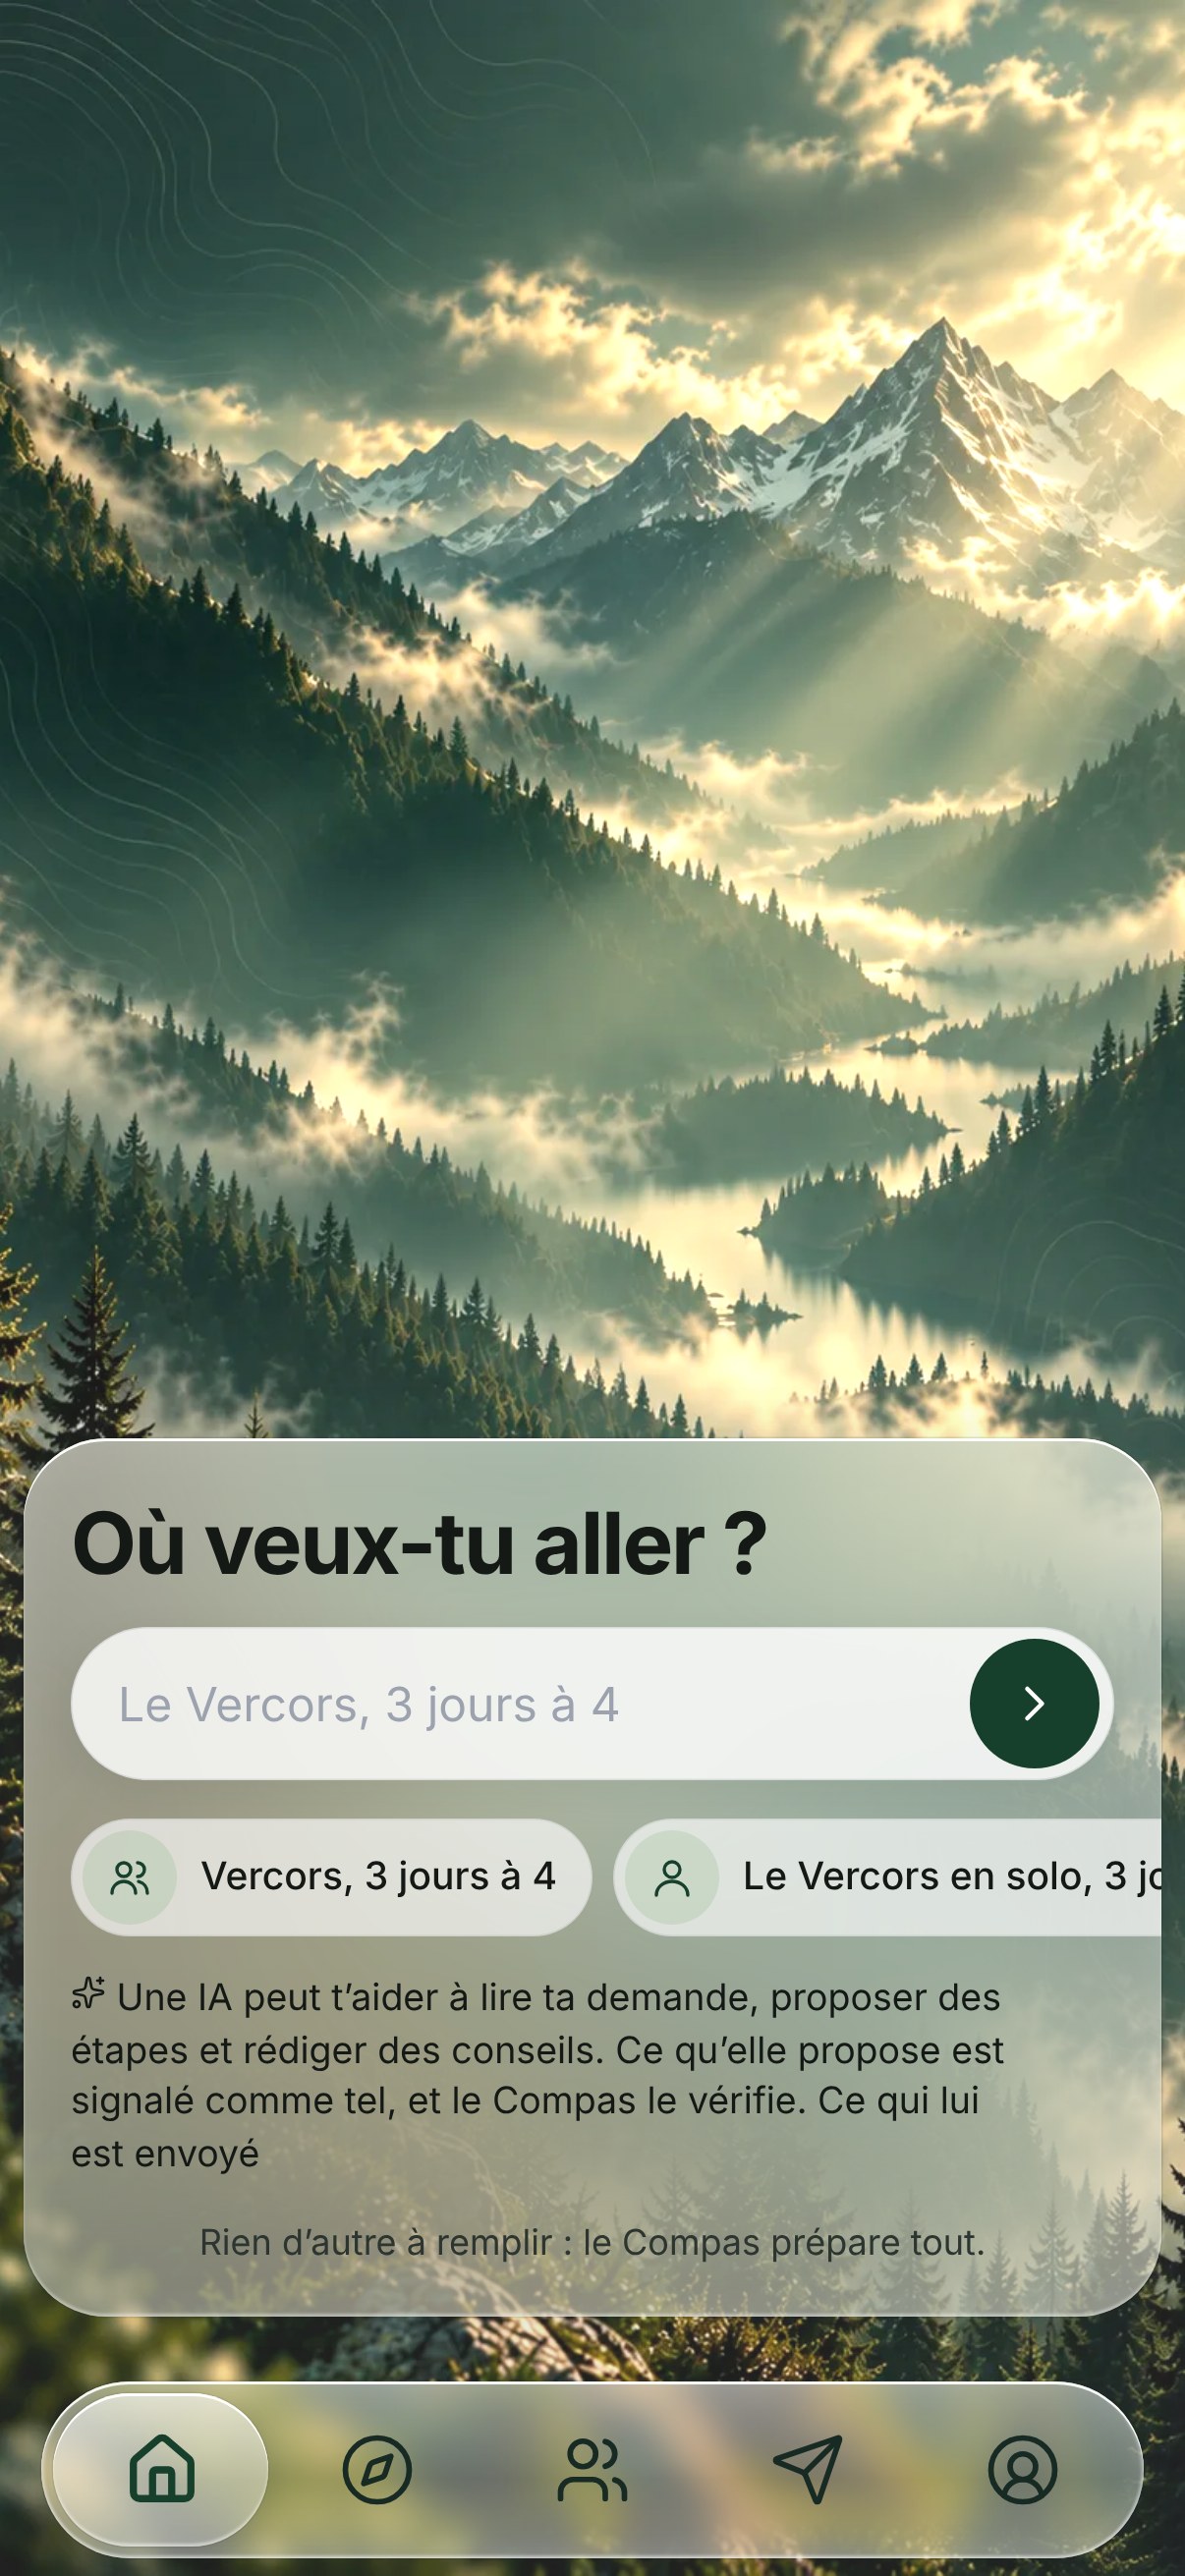 Où veux-tu aller ?
Le Vercors, 3 jours à 4
Vercors, 3 jours à 4
Le Vercors en solo, 3 jo
Une IA peut t’aider à lire ta demande, proposer des
étapes et rédiger des conseils. Ce qu’elle propose est
signalé comme tel, et le Compas le vérifie. Ce qui lui
est envoyé
Rien d’autre à remplir : le Compas prépare tout.